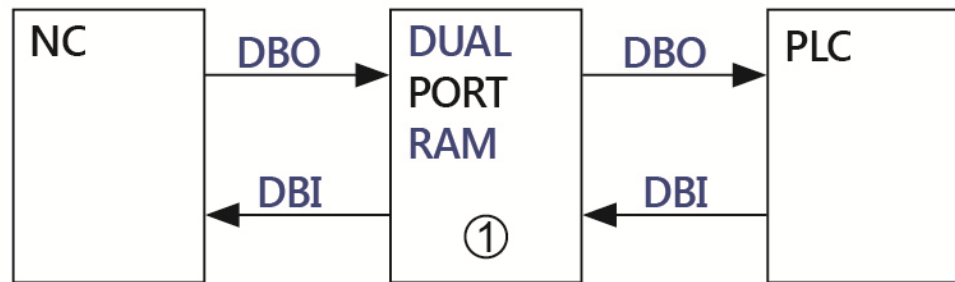 NC
DBO
DBI
DUAL
PORT
RAM
①
DBO
DBI
PLC